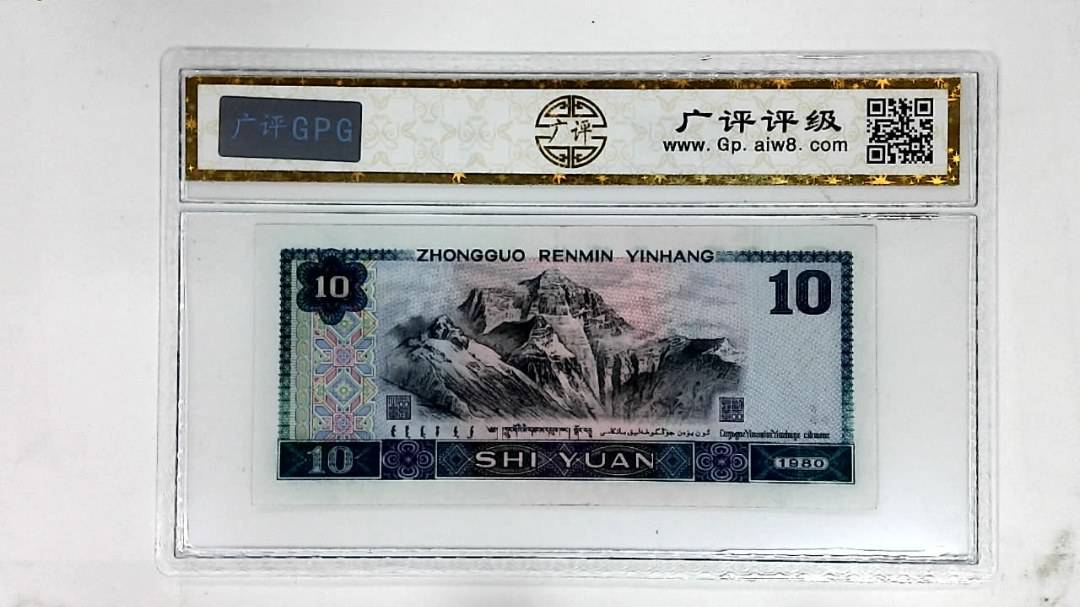 广评GPG
广评
广评评级
www. Gp. aiw8. com
ZHONGGUO RENMIN YINHANG
10
10
10
SHI YUAN
1980